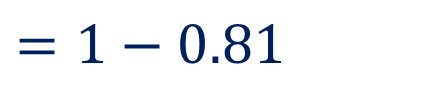 = 1 − 0.81